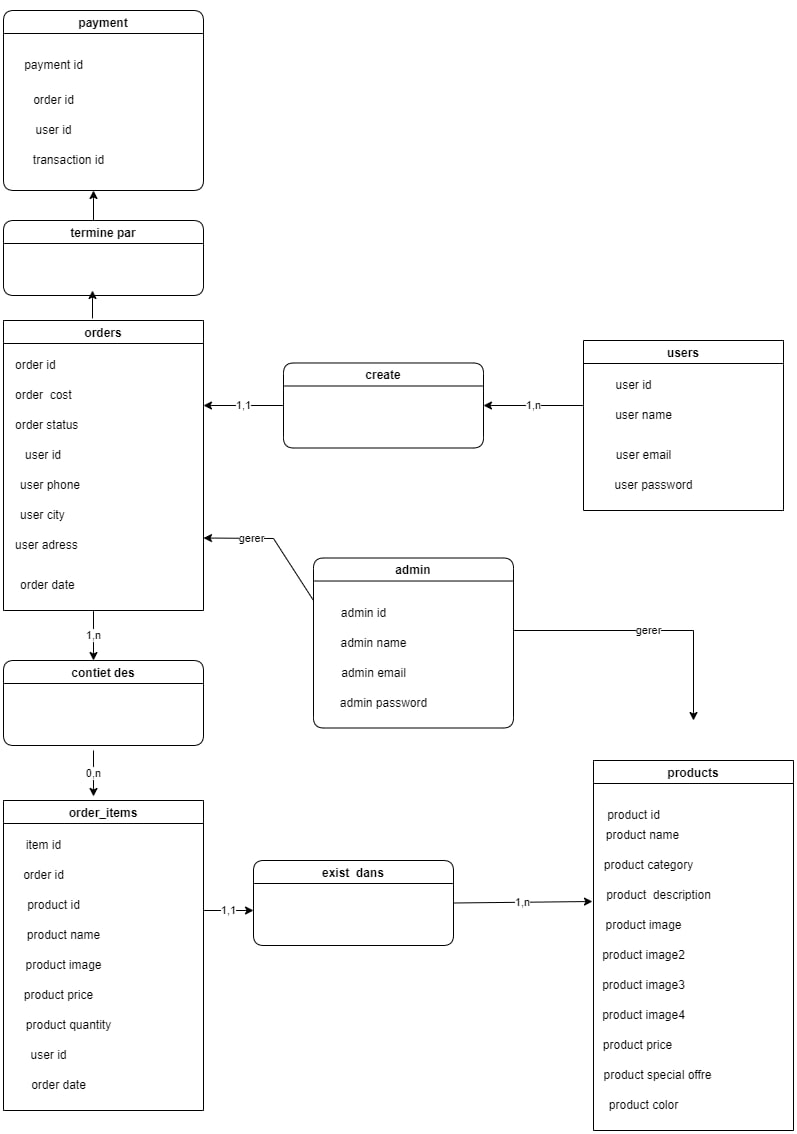 payment
payment id
order id
user id
transaction id
termine par
orders
order id
order cost
order status
user id
user phone
user city
user adress
order date
1,1
create
1,n
users
user id
user name
user email
user password
gerer
admin
admin id
admin name
admin email
admin password
gerer
1,n
contiet des
0,n
order_items
item id
order id
product id
product name
product image
product price
product quantity
user id
order date
1,1
exist dans
1,n
products
product id
product name
product category
product description
product image
product image2
product image3
product image4
product price
product special offre
product color